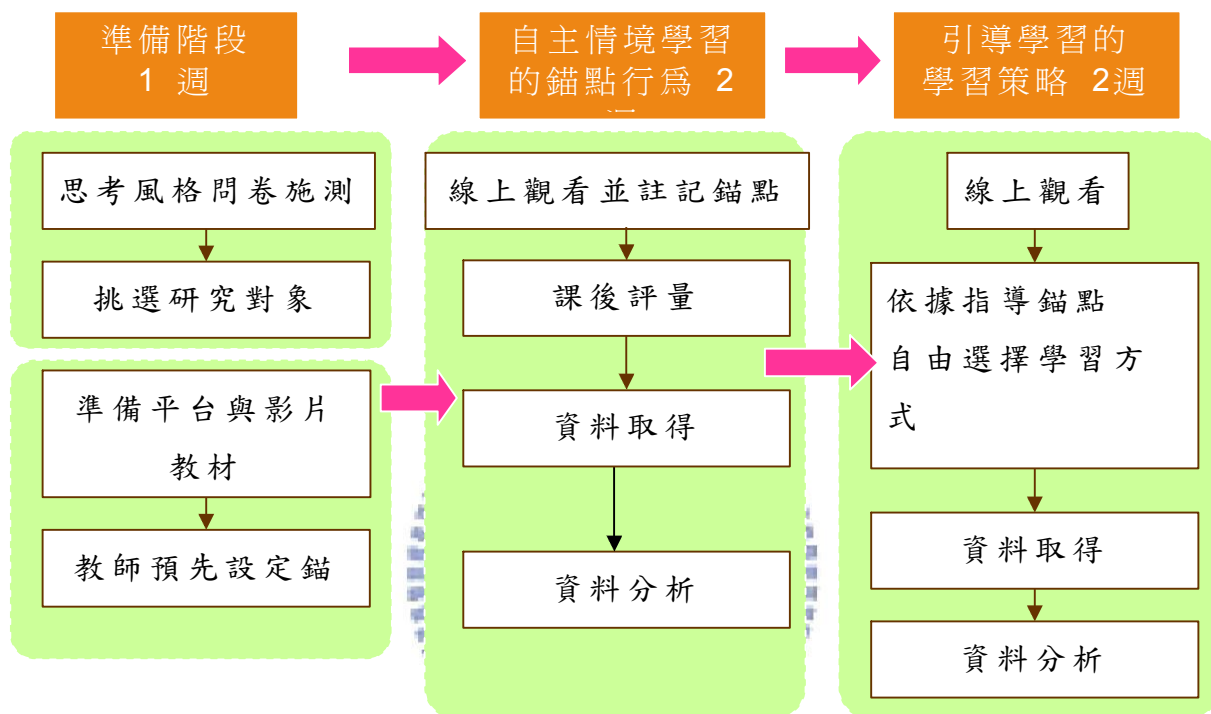 準備階段
1 週
自主情境學習
的錨點行為 2
引導學習的
學習策略 2週
思考風格問卷施測
挑選研究對象
準備平台與影片
教材
教師預先設定錨
線上觀看並註記錨點
課後評量
資料取得
資料分析
線上觀看
依據指導錨點
自由選擇學習方
式
資料取得
資料分析